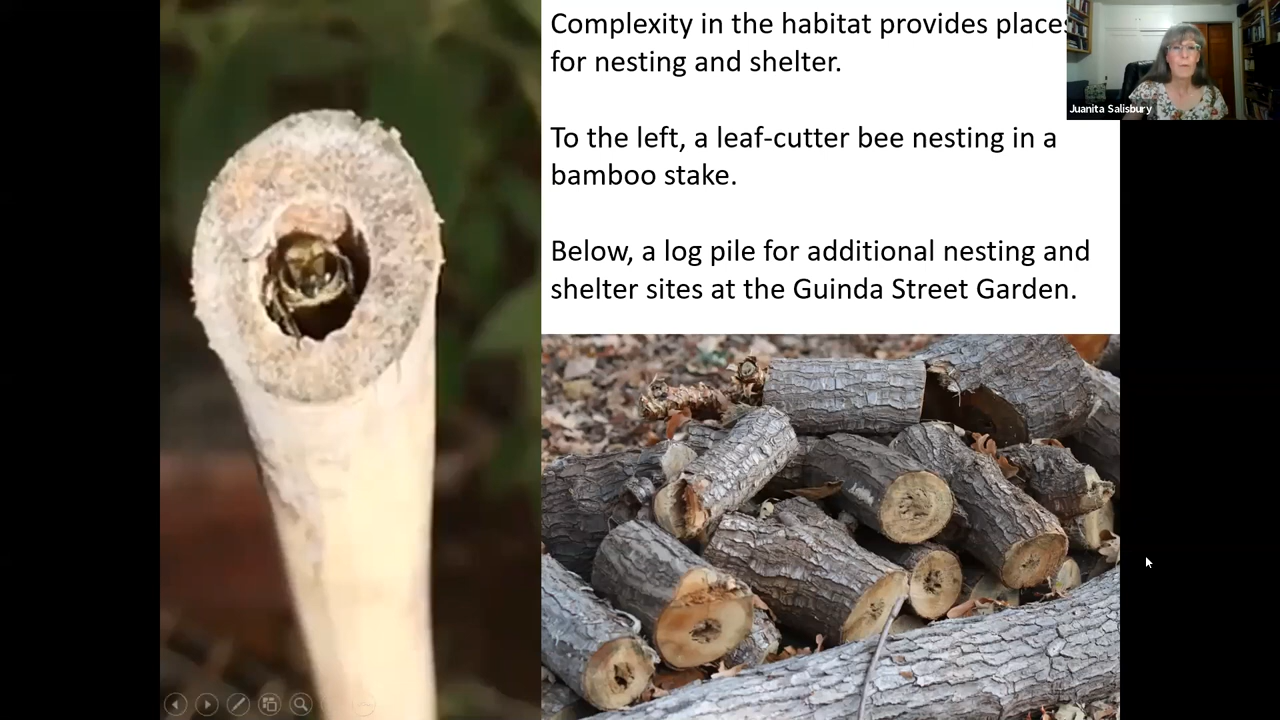 Complexity in the habitat provides places
for nesting and shelter.
To the left, a leaf-cutter bee nesting in a
bamboo stake.
Below, a log pile for additional nesting and
shelter sites at the Guinda Street Garden.
Juanita Salisbury